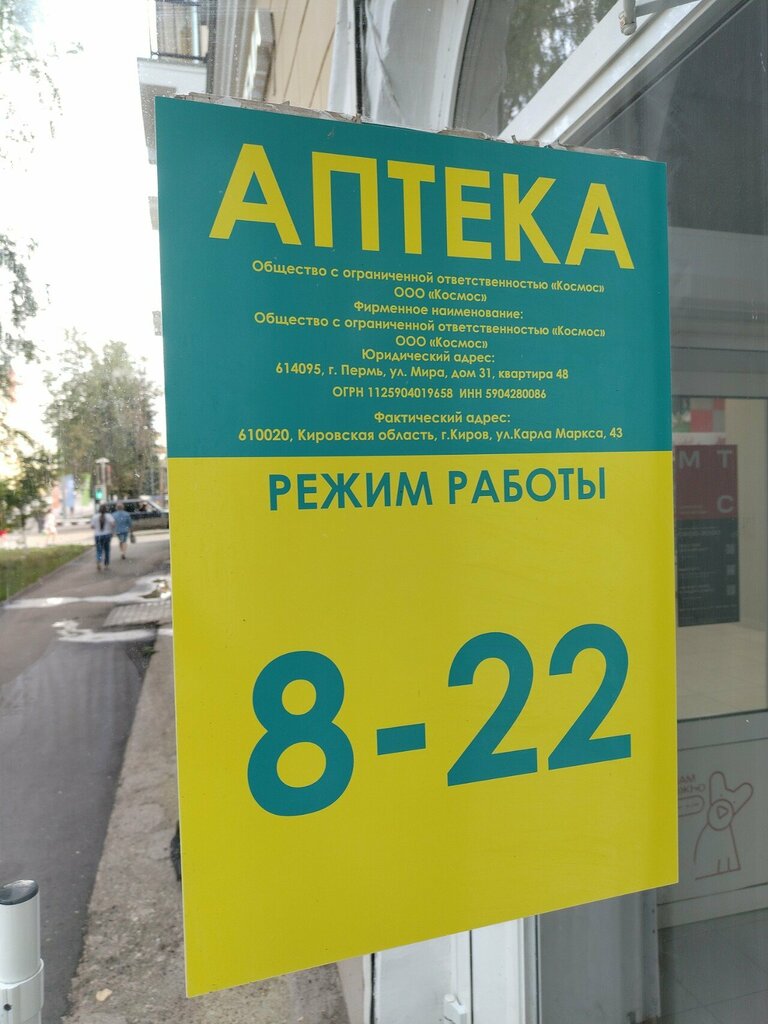 АПТЕКА
Общество с ограниченной ответственностью «Космос»
ООО «Космос»
Фирменное наименование:
Общество с ограниченной ответственностью «Космос»
ООО «Космос»
Юридический адрес:
614095, г. Пермь, ул. Мира, дом 31, квартира 48
ОГРН 1125904019658 ИНН 5904280086
Фактический адрес:
610020, Кировская область, г.Киров, ул.Карла Маркса, 43
РЕЖИМ РАБОТЫ
8-22
М Т
С